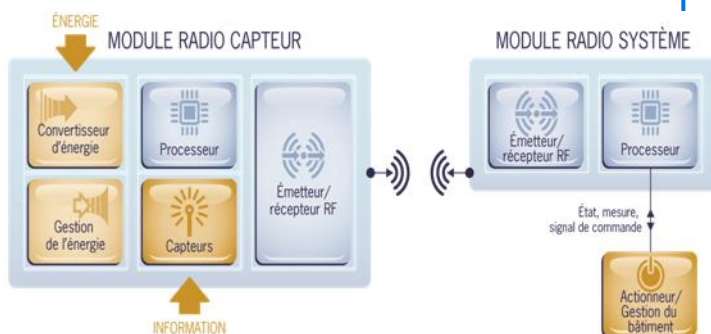 ÉNERGIE
MODULE RADIO CAPTEUR
Convertisseur
d'énergie
Processeur
Émetteur/
récepteur RF
Gestion
de l'énergie
Capteurs
INFORMATION
MODULE RADIO SYSTÈME
Émetteur/
récepteur RF
Processeur
État, mesure,
signal de commande
Actionneur/
Gestion du
bâtiment